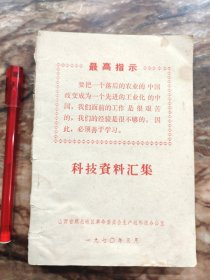 最高指示
要把一个落后的农业的中国
改变成为一个先进的工业化的中
国，我们面前的工作是很艰苦
的，我们的经验是很不够的。因
此，必须善于学习。
科技資料汇集
一九七〇年三月